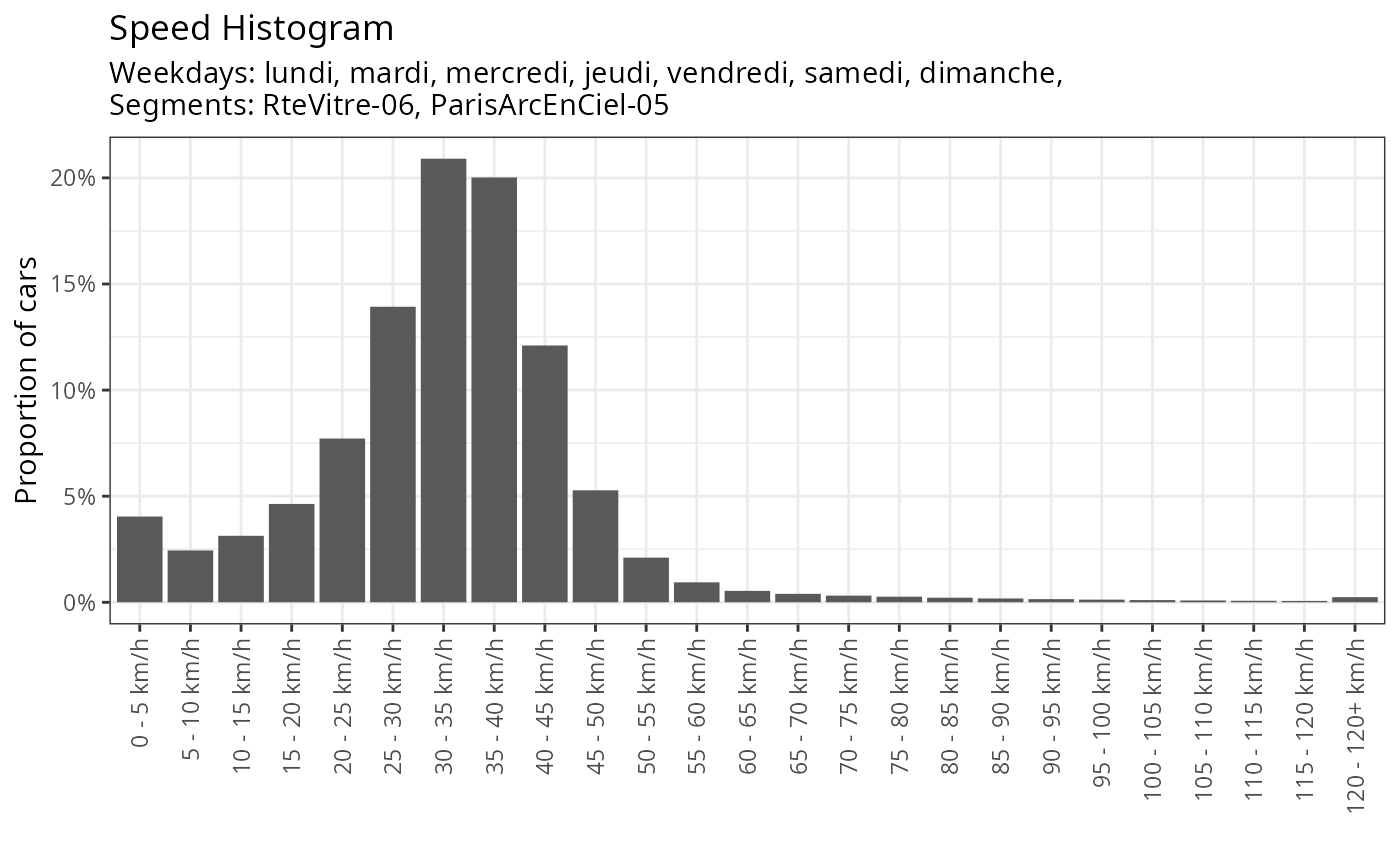 Speed Histogram
Weekdays: lundi, mardi, mercredi, jeudi, vendredi, samedi, dimanche,
Segments: RteVitre-06, ParisArcEnCiel-05
Proportion of cars
20%
15%
10%
5%
0%
0 - 5 km/h
5 - 10 km/h
10 - 15 km/h
15 - 20 km/h
20 - 25 km/h
25 - 30 km/h
30 - 35 km/h
35 - 40 km/h
40 - 45 km/h
45 - 50 km/h
50 - 55 km/h
55 - 60 km/h
60 - 65 km/h
65 - 70 km/h
70 - 75 km/h
75 - 80 km/h
80 - 85 km/h
85 - 90 km/h
90 - 95 km/h
95 - 100 km/h
100 - 105 km/h
105 - 110 km/h
110 - 115 km/h
115 - 120 km/h
120 - 120+ km/h